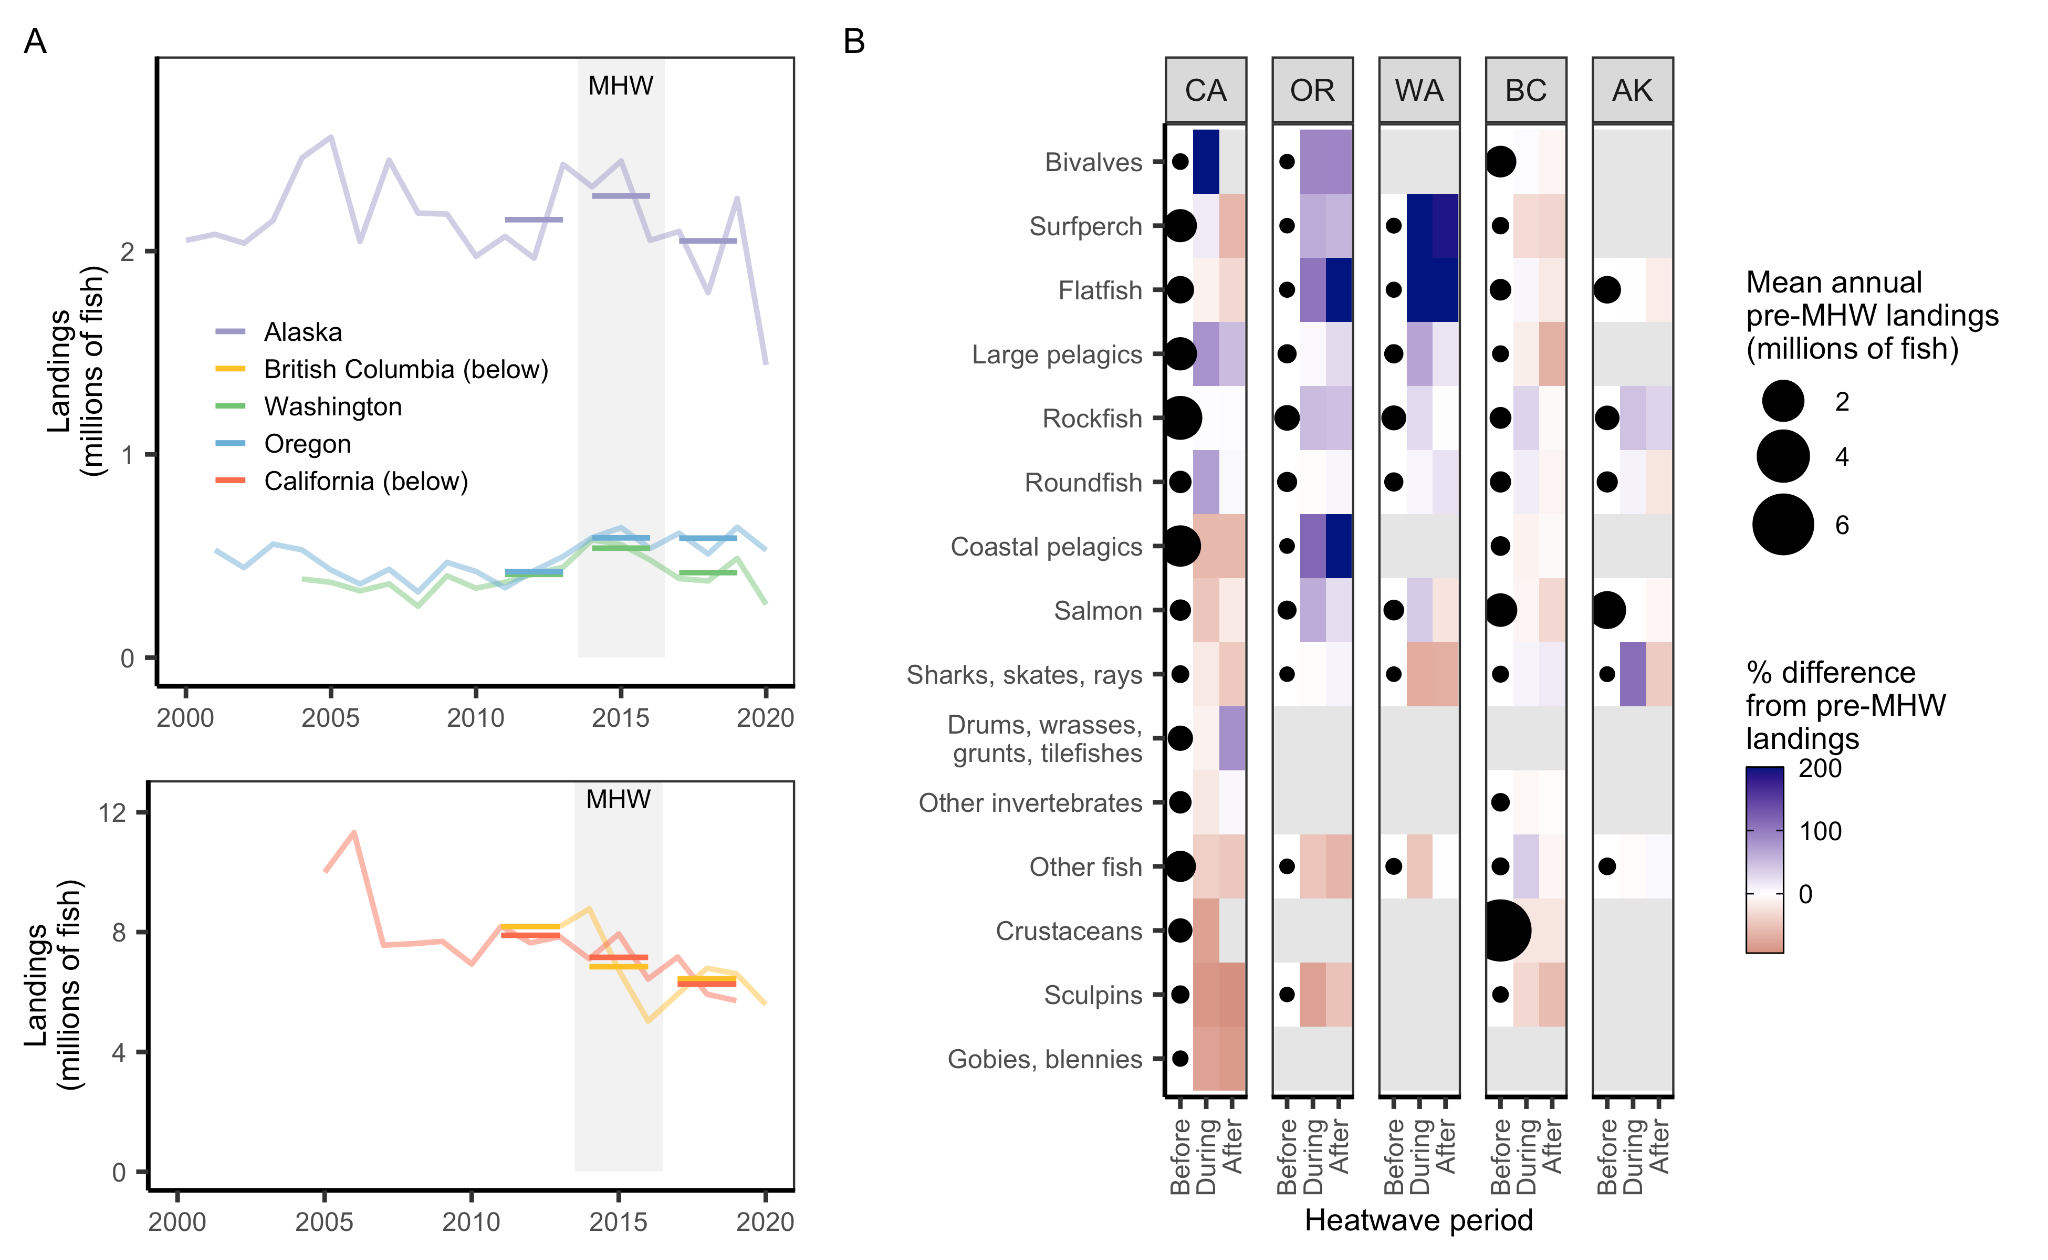 A
MHW
Landings
(millions of fish)
2
1
0
Alaska
British Columbia (below)
Washington
Oregon
California (below)
2000
2005
2010
2015
2020
MHW
Landings
(millions of fish)
12
8
4
0
2000
2005
2010
2015
2020
B
CA
OR
WA
BC
AK
Bivalves
Surfperch
Flatfish
Large pelagics
Rockfish
Roundfish
Coastal pelagics
Salmon
Sharks, skates, rays
Drums, wrasses,
grunts, tilefishes
Other invertebrates
Other fish
Crustaceans
Sculpins
Gobies, blennies
Before
During
After
Before
During
After
Before
During
After
Before
During
After
Before
During
After
Heatwave period
Mean annual
pre-MHW landings
(millions of fish)
2
4
6
% difference
from pre-MHW
landings
200
100
0